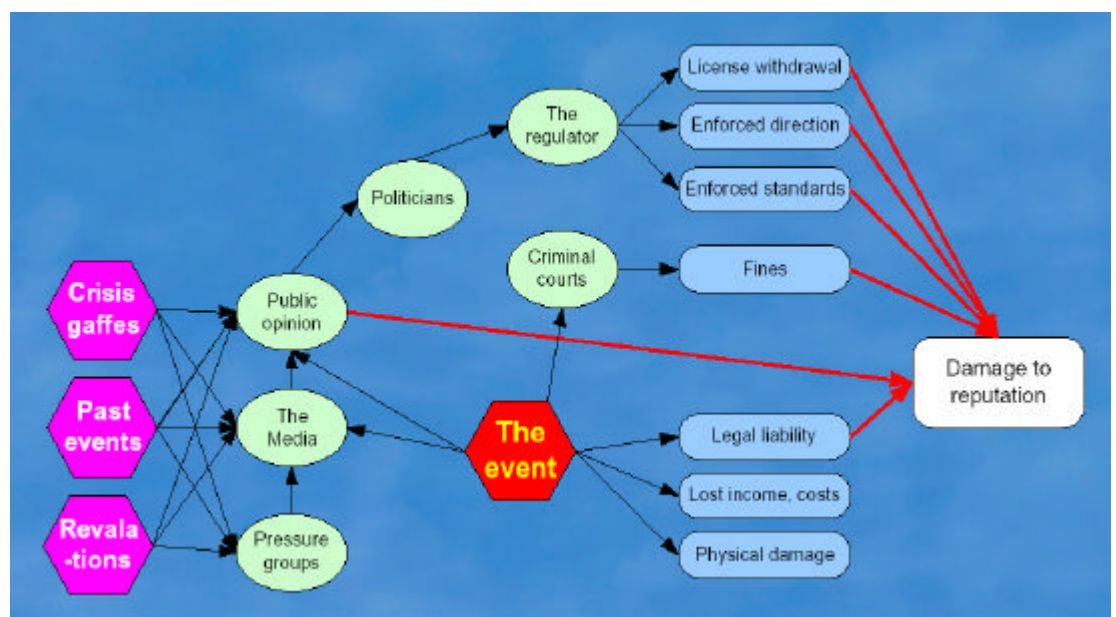 License withdrawal
The
regulator
Enforced direction
Politicians
Enforced standards
Criminal
courts
Fines
Crisis
gaffes
Public
opinion
Damage to
reputation
Past
events
The
Media
The
event
Legal liability
Lost income, costs
Revala
-tions
Pressure
groups
Physical damage